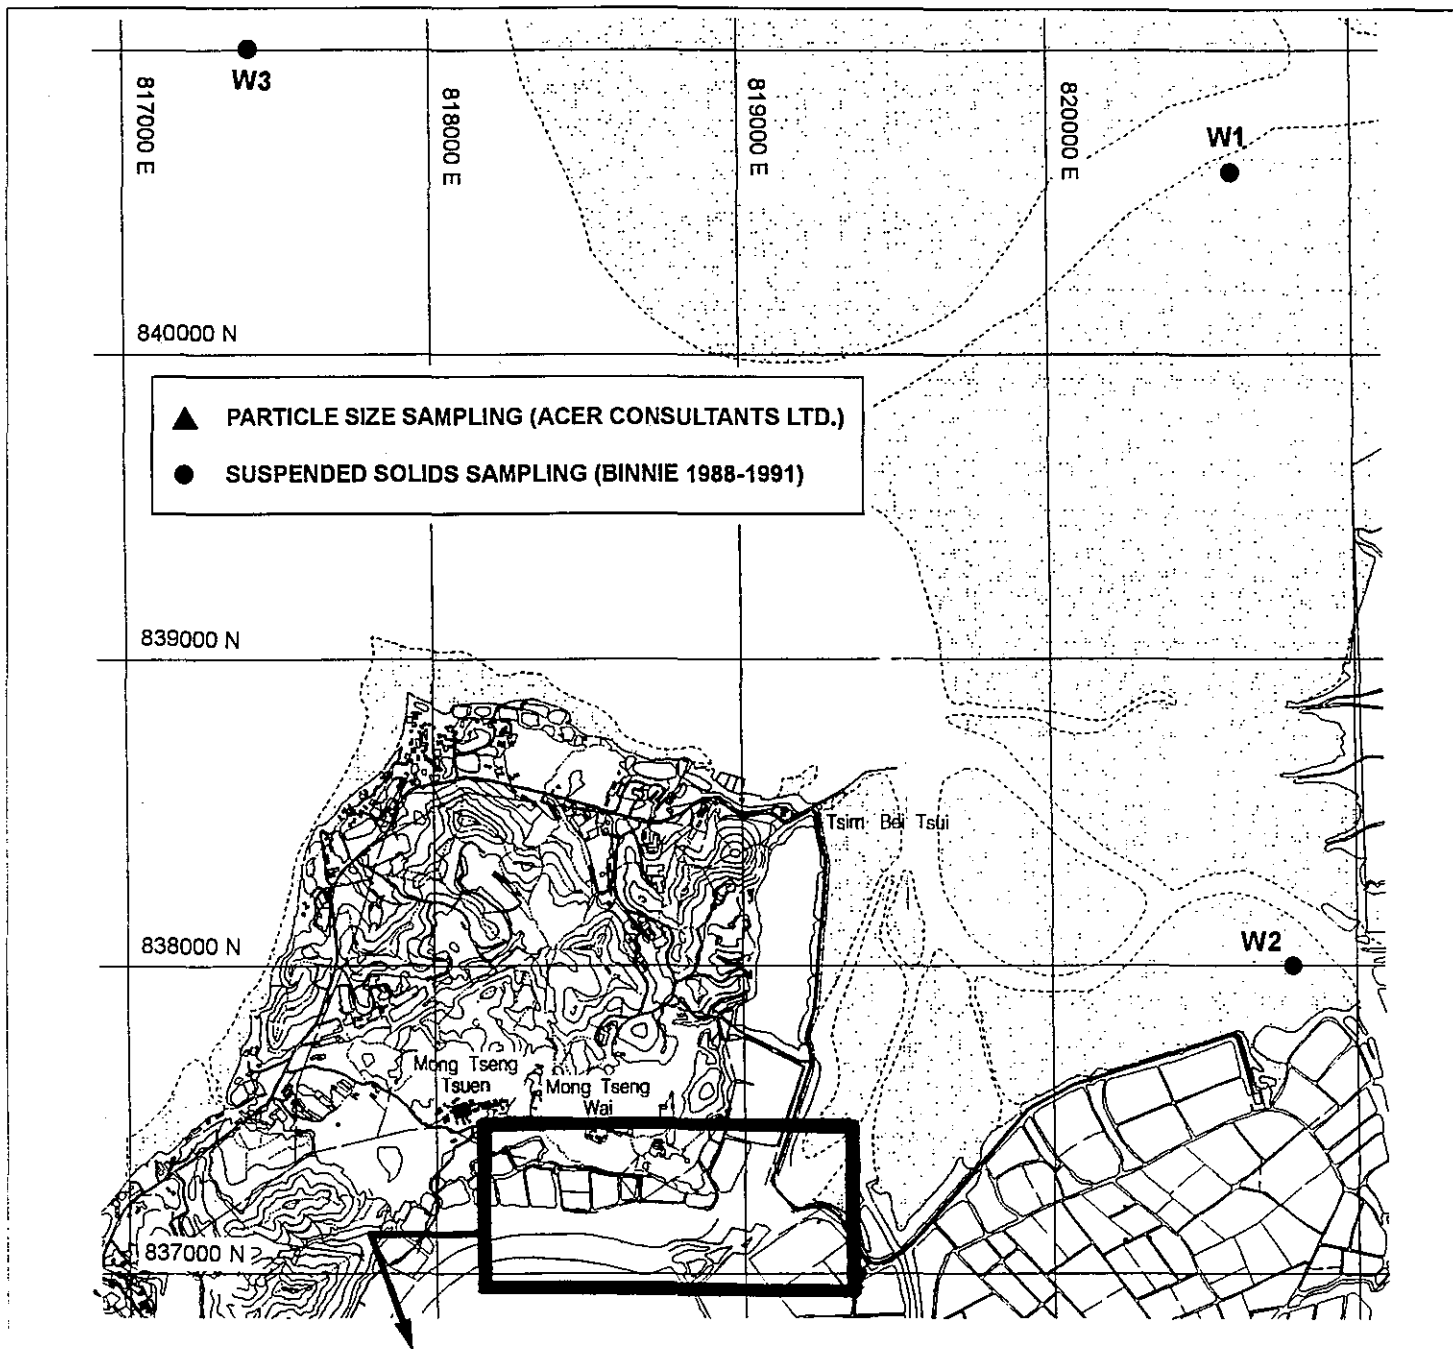 W3
817000 E
818000 E
819000 E
820000 E
W1
840000 N
PARTICLE SIZE SAMPLING (ACER CONSULTANTS LTD.)
SUSPENDED SOLIDS SAMPLING (BINNIE 1988-1991)
839000 N
Tsim Bei Tsui
838000 N
W2
Mong Tseng
Tsuen
Mong Tseng
Wai
837000 N